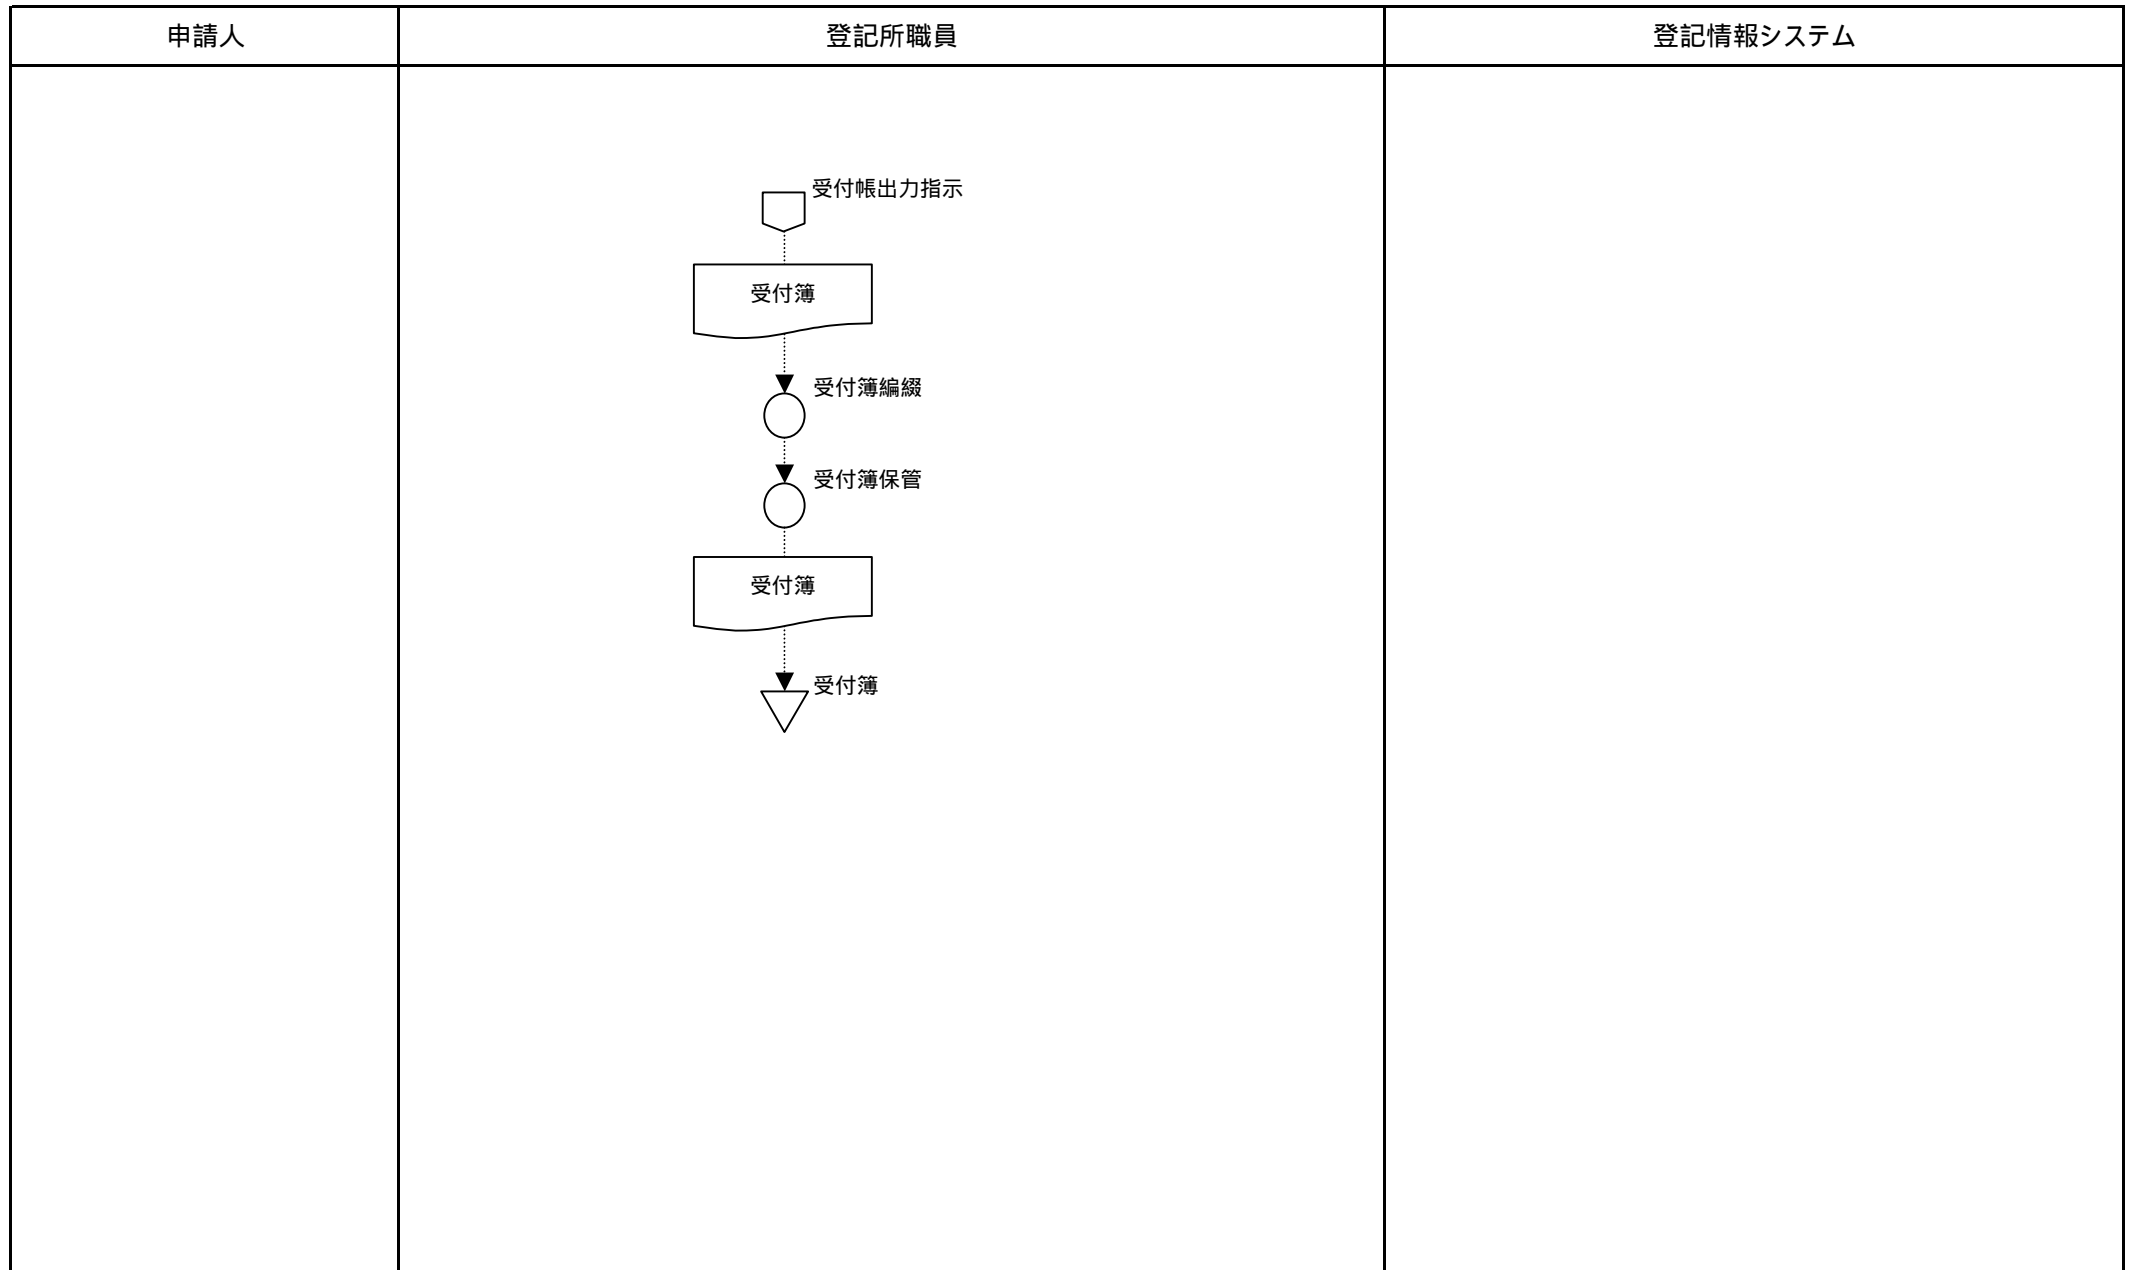 申請人
登記所職員
登記情報システム
受付帳出力指示
受付簿
受付簿編綴
受付簿保管
受付簿
受付簿